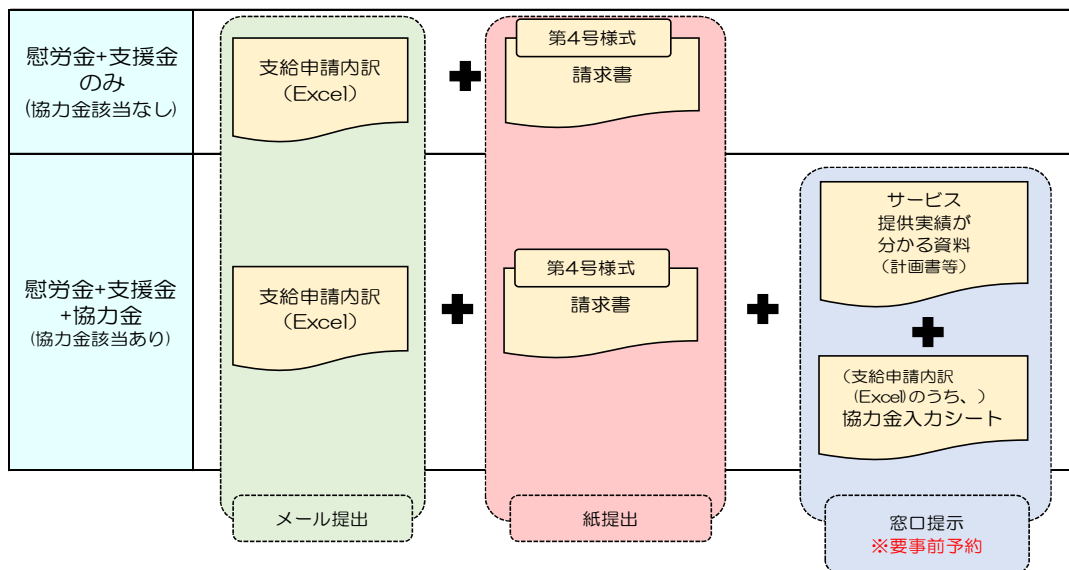 慰労金+支援金
のみ
(協力金該当なし)
支給申請内訳
（Excel）
第4号様式
請求書
慰労金+支援金
+協力金
(協力金該当あり)
支給申請内訳
（Excel）
第4号様式
請求書
サービス
提供実績が
分かる資料
（計画書等）
（支給申請内訳
(Excel)のうち、）
協力金入力シート
メール提出
紙提出
窓口提示
※要事前予約